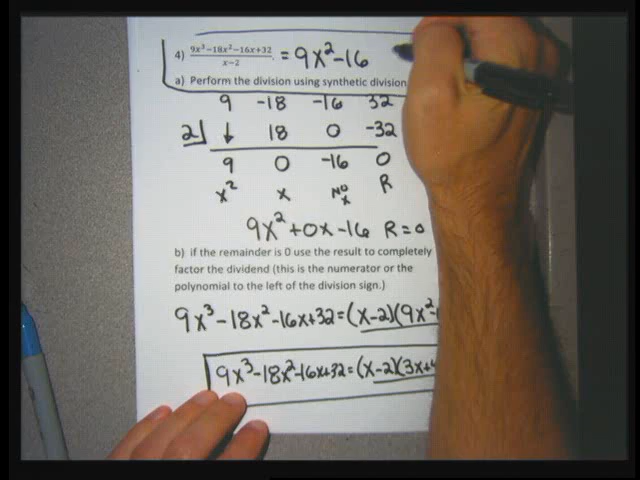 4) 9x³−18x²−16x+32 / x−2 = 9x²-16
a) Perform the division using synthetic division
9 -18 -16 32
2 ↓ 18 0 -32
9 0 -16 0
x² x NO x R
9x²+0x-16 R=0
b) if the remainder is 0 use the result to completely
factor the dividend (this is the numerator or the
polynomial to the left of the division sign.)
9x³-18x²-16x+32=(x-2)(9x²-
9x³-18x²-16x+32=(x-2)(3x+